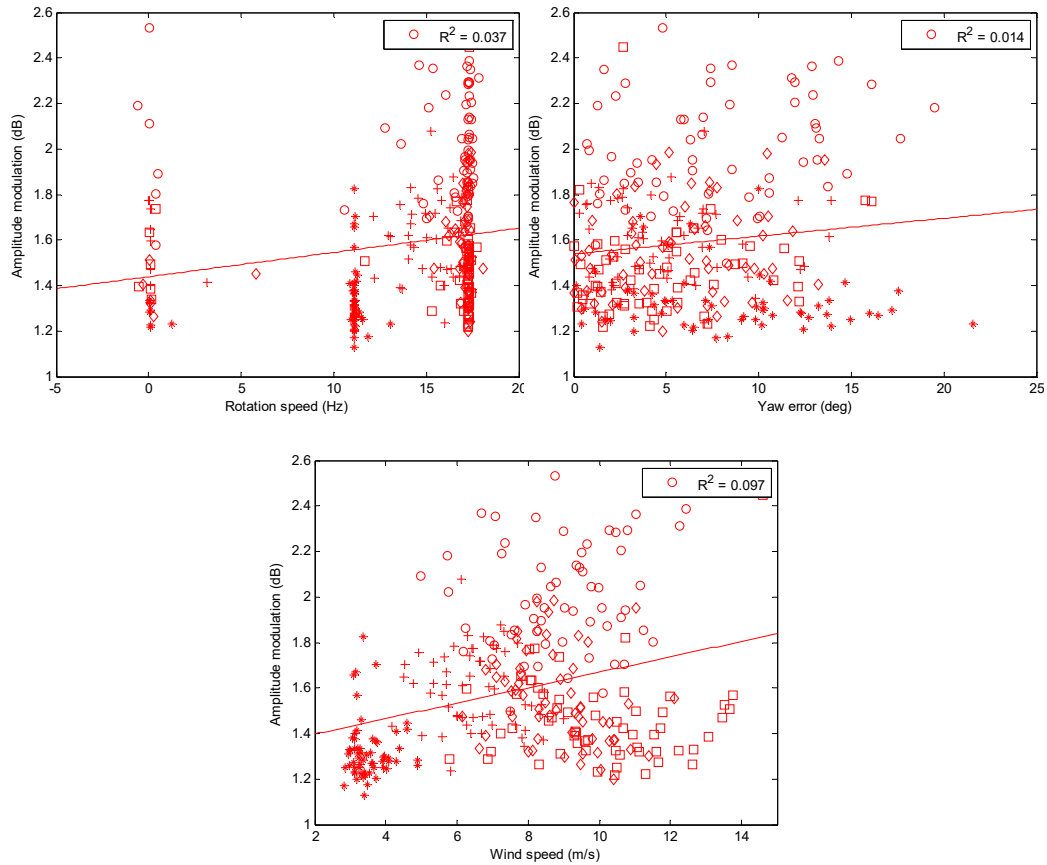 2.6
2.4
2.2
2
1.8
1.6
1.4
1.2
1
Amplitude modulation (dB)
R² = 0.037
-5 0 5 10 15 20
Rotation speed (Hz)
2.6
2.4
2.2
2
1.8
1.6
1.4
1.2
1
Amplitude modulation (dB)
R² = 0.014
0 5 10 15 20 25
Yaw error (deg)
2.6
2.4
2.2
2
1.8
1.6
1.4
1.2
1
Amplitude modulation (dB)
R² = 0.097
2 4 6 8 10 12 14
Wind speed (m/s)